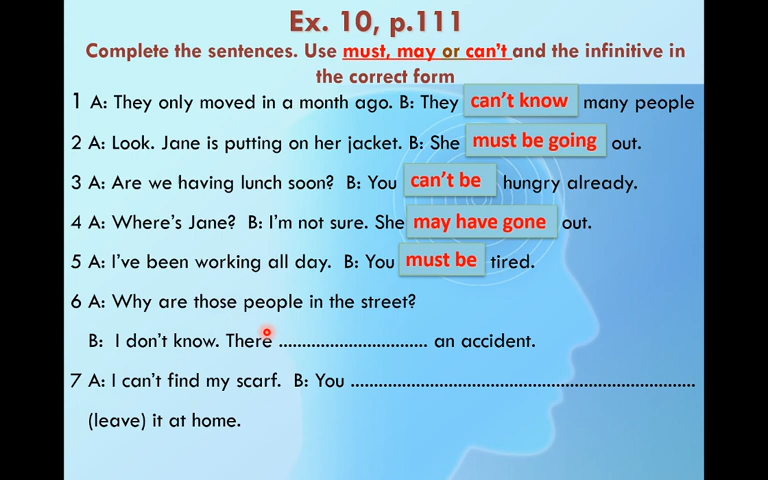 Ex. 10, p.111
Complete the sentences. Use must, may or can't and the infinitive in
the correct form
1 A: They only moved in a month ago. B: They can't know many people
2 A: Look. Jane is putting on her jacket. B: She must be going out.
3 A: Are we having lunch soon? B: You can't be hungry already.
4 A: Where's Jane? B: I'm not sure. She may have gone out.
5 A: I've been working all day. B: You must be tired.
6 A: Why are those people in the street?
B: I don't know. There ................................ an accident.
7 A: I can't find my scarf. B: You ..........................................................................
(leave) it at home.